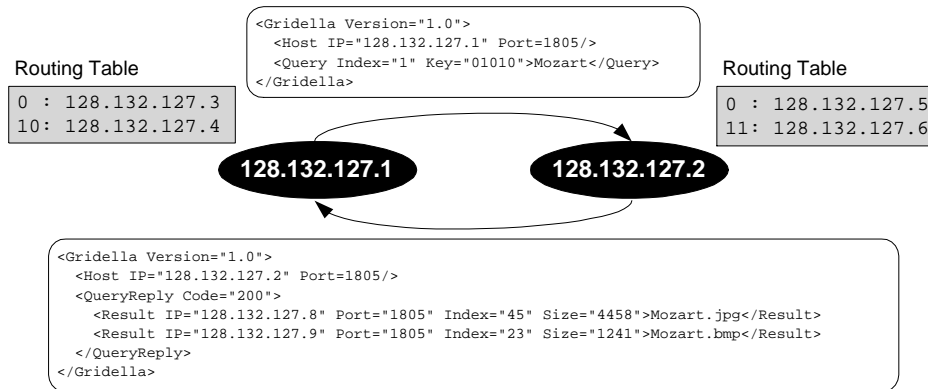 <Gridella Version="1.0">
<Host IP="128.132.127.1" Port=1805/>
<Query Index="1" Key="01010">Mozart</Query>
</Gridella>
Routing Table
0 : 128.132.127.3
10: 128.132.127.4
Routing Table
0 : 128.132.127.5
11: 128.132.127.6
128.132.127.1
128.132.127.2
<Gridella Version="1.0">
<Host IP="128.132.127.2" Port=1805/>
<QueryReply Code="200">
<Result IP="128.132.127.8" Port="1805" Index="45" Size="4458">Mozart.jpg</Result>
<Result IP="128.132.127.9" Port="1805" Index="23" Size="1241">Mozart.bmp</Result>
</QueryReply>
</Gridella>